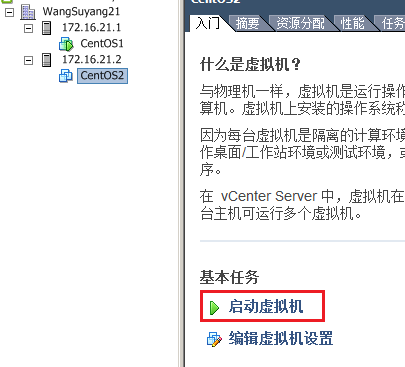 WangSuyang21
172.16.21.1
CentOS1
172.16.21.2
CentOS2
CentOS2
入门 摘要 资源分配 性能 任务
什么是虚拟机？
与物理机一样，虚拟机是运行操作
算机。虚拟机上安装的操作系统称
因为每台虚拟机是隔离的计算环境
作桌面/工作站环境或测试环境，或
序。
在 vCenter Server 中，虚拟机在
台主机可运行多个虚拟机。
基本任务
启动虚拟机
编辑虚拟机设置